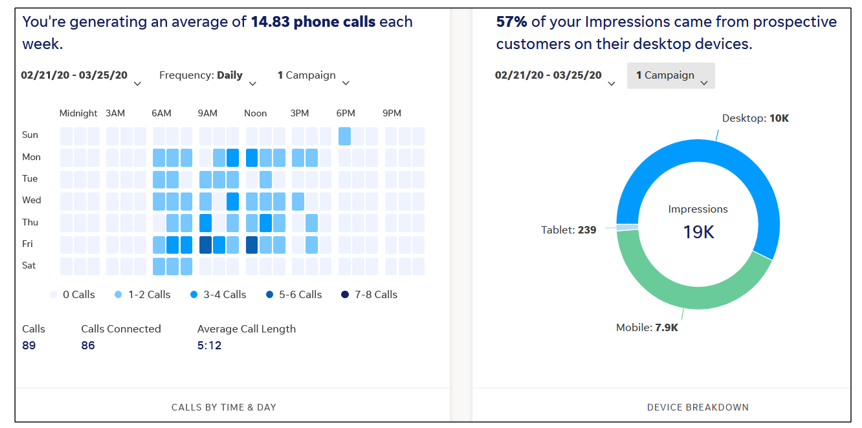 You're generating an average of 14.83 phone calls each
week.
02/21/20 - 03/25/20 Frequency: Daily 1 Campaign
Midnight 3AM 6AM 9AM Noon 3PM 6PM 9PM
Sun
Mon
Tue
Wed
Thu
Fri
Sat
0 Calls 1-2 Calls 3-4 Calls 5-6 Calls 7-8 Calls
Calls Calls Connected Average Call Length
89 86 5:12
CALLS BY TIME & DAY
57% of your Impressions came from prospective
customers on their desktop devices.
02/21/20 - 03/25/20 1 Campaign
Desktop: 10K
Impressions
19K
Tablet: 239
Mobile: 7.9K
DEVICE BREAKDOWN